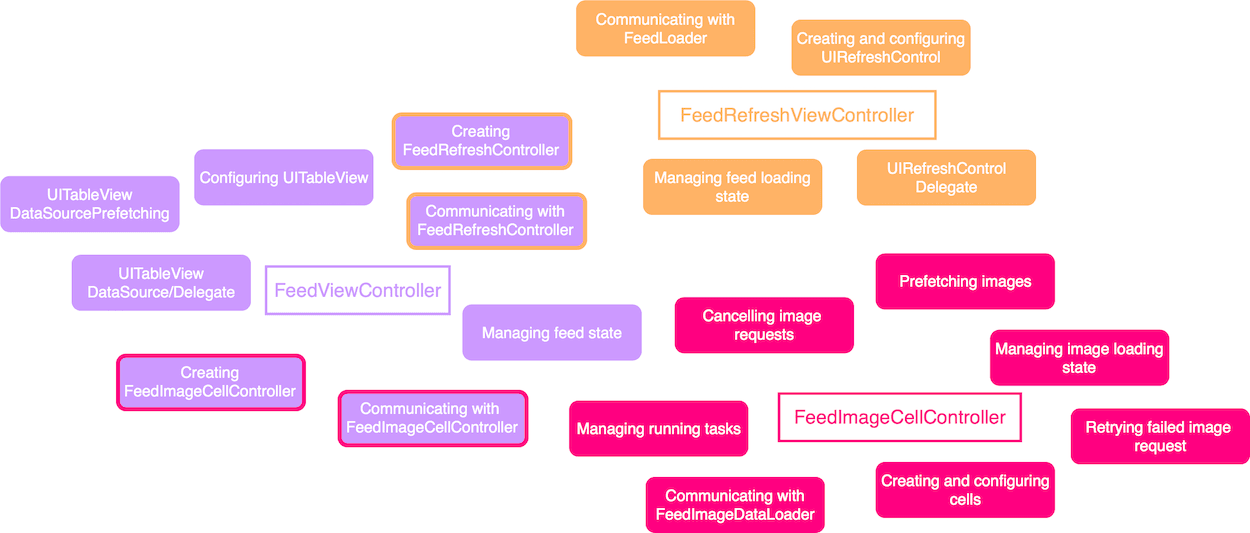 Communicating with
FeedLoader
Creating and configuring
UIRefreshControl
FeedRefreshViewController
Creating
FeedRefreshController
Configuring UITableView
UITableView
DataSourcePrefetching
Managing feed loading
state
UIRefreshControl
Delegate
Communicating with
FeedRefreshController
UITableView
DataSource/Delegate
FeedViewController
Managing feed state
Prefetching images
Cancelling image
requests
Managing image loading
state
Creating
FeedImageCellController
Communicating with
FeedImageCellController
Managing running tasks
FeedImageCellController
Retrying failed image
request
Creating and configuring
cells
Communicating with
FeedImageDataLoader